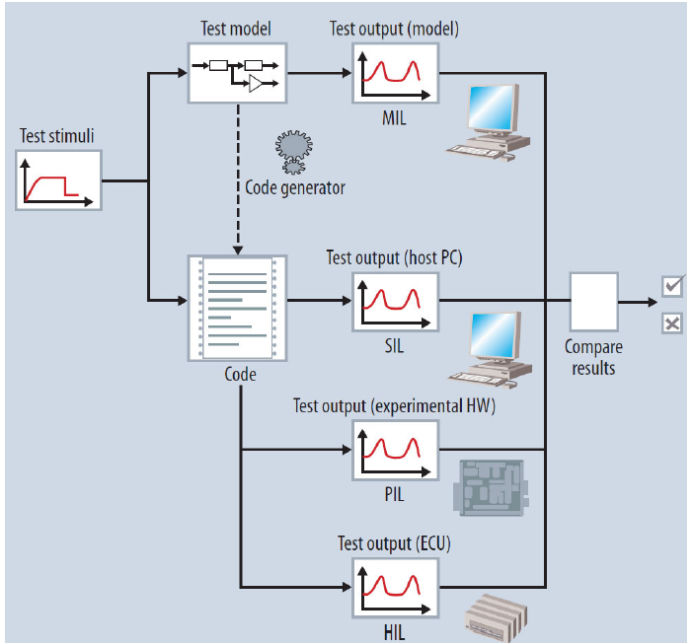 Test model
Test output (model)
MIL
Test stimuli
Code generator
Test output (host PC)
SIL
Code
Compare
results
Test output (experimental HW)
PIL
Test output (ECU)
HIL